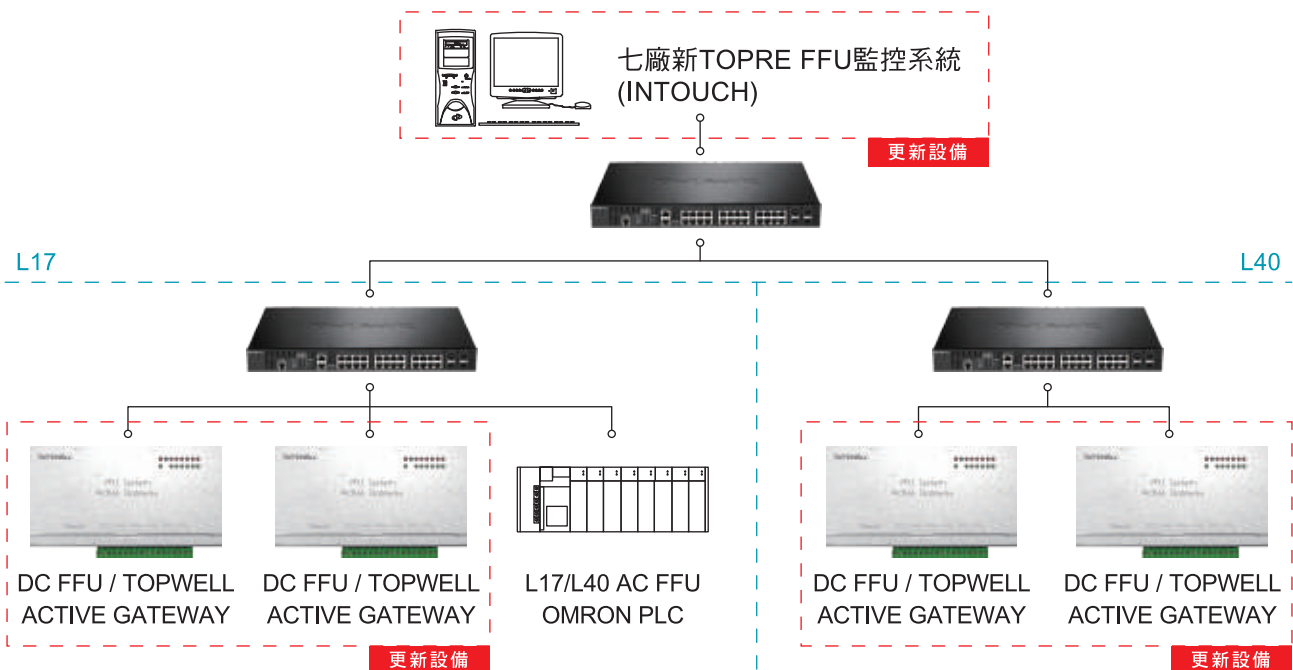 七廠新TOPRE FFU監控系統
(INTOUCH)
更新設備
L17
L40
DC FFU / TOPWELL
ACTIVE GATEWAY
DC FFU / TOPWELL
ACTIVE GATEWAY
L17/L40 AC FFU
OMRON PLC
DC FFU / TOPWELL
ACTIVE GATEWAY
DC FFU / TOPWELL
ACTIVE GATEWAY
更新設備
更新設備